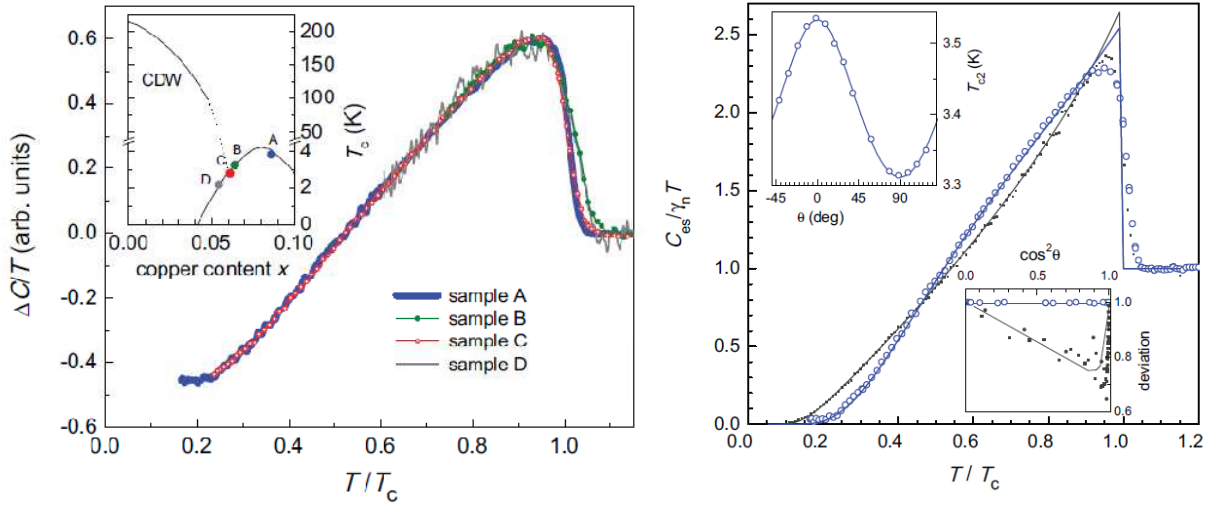 0.6
0.4
0.2
0.0
-0.2
-0.4
-0.6
ΔC/T (arb. units)
0.0
0.2
0.4
0.6
0.8
1.0
T/Tc
CDW
A
B
C
D
200
150
100
50
4
2
0
Tc (K)
0.00
0.05
0.10
copper content x
sample A
sample B
sample C
sample D
2.5
2.0
1.5
1.0
0.5
0.0
Ces/γnT
0.0
0.2
0.4
0.6
0.8
1.0
1.2
T/ Tc
3.5
3.4
3.3
Tc2 (K)
-45
0
45
90
θ (deg)
cos²θ
0.0
0.5
1.0
1.0
0.8
0.6
deviation